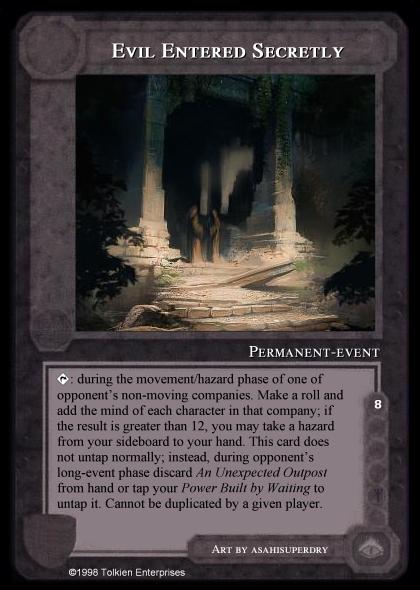 Evil Entered Secretly
Permanent-event
: during the movement/hazard phase of one of
opponent's non-moving companies. Make a roll and
add the mind of each character in that company; if
the result is greater than 12, you may take a hazard
from your sideboard to your hand. This card does
not untap normally; instead, during opponent's
long-event phase discard An Unexpected Outpost
from hand or tap your Power Built by Waiting to
untap it. Cannot be duplicated by a given player.
8
Art by asahisuperdry
©1998 Tolkien Enterprises